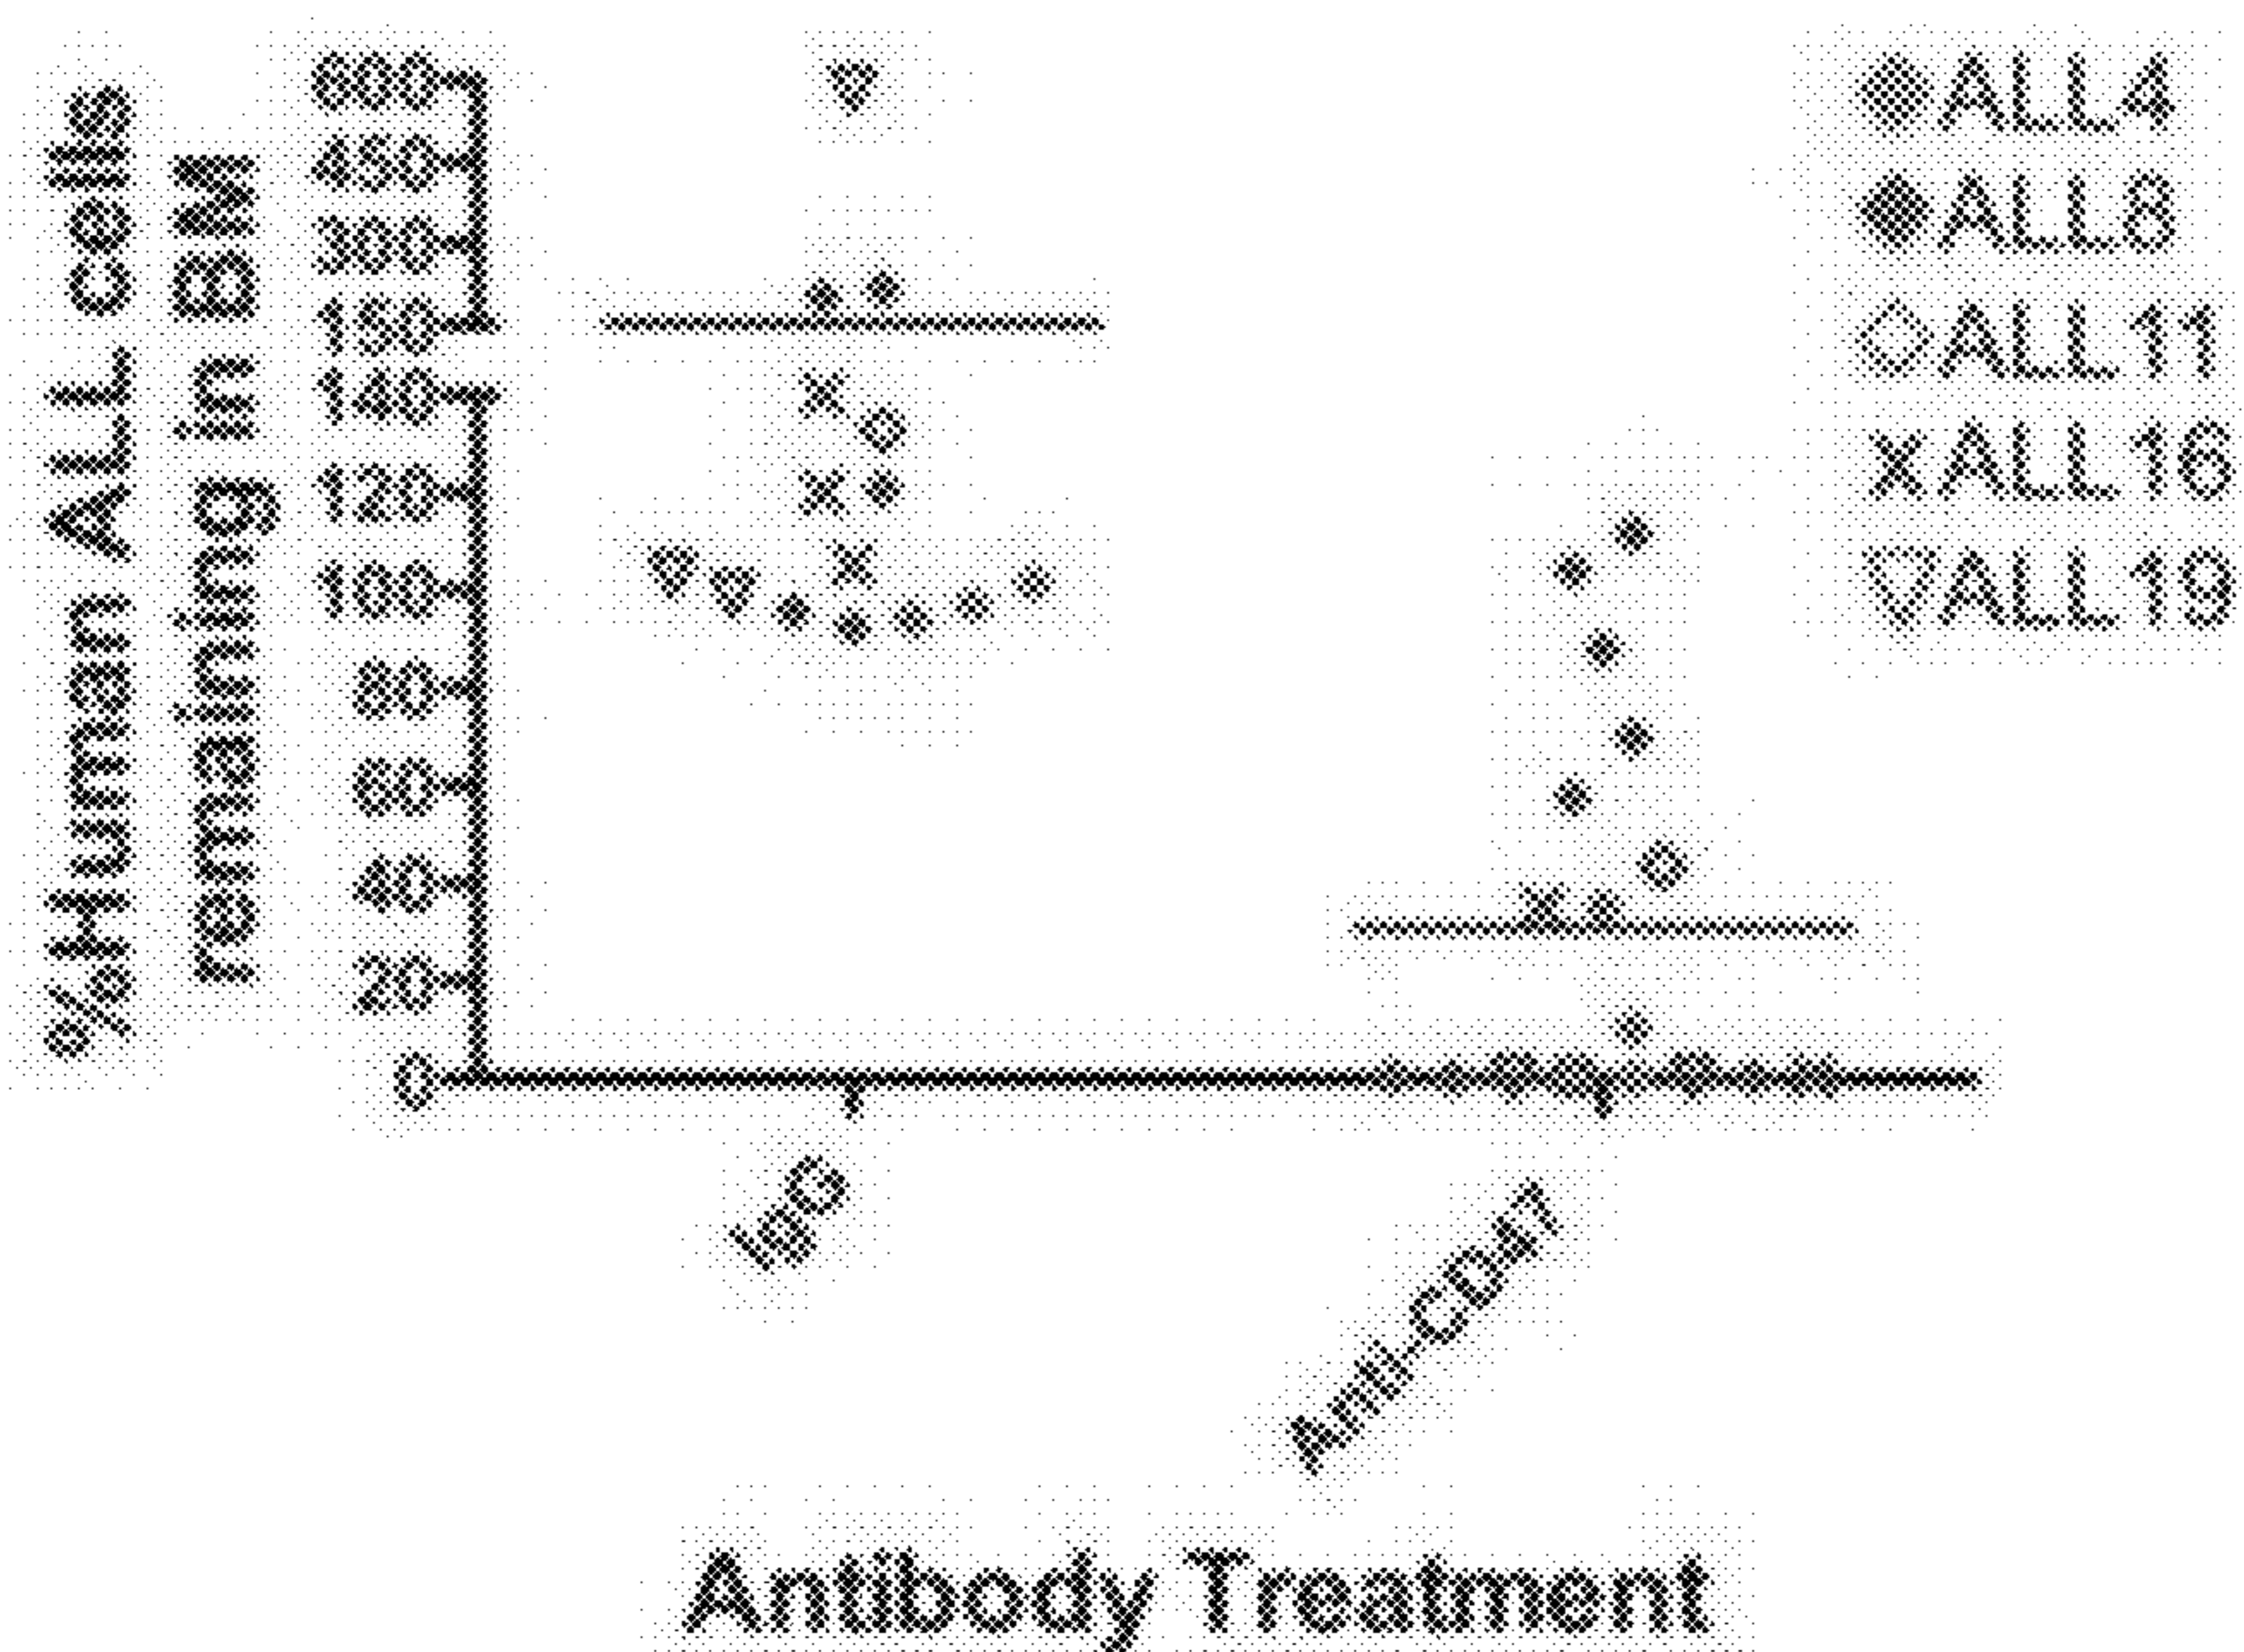 %Human ALL cells
remaining in BM
600
450
300
150
140
120
100
80
60
40
20
0
ALL4
ALL8
ALL11
ALL16
ALL19
IgG
Anti-CD47
Antibody Treatment